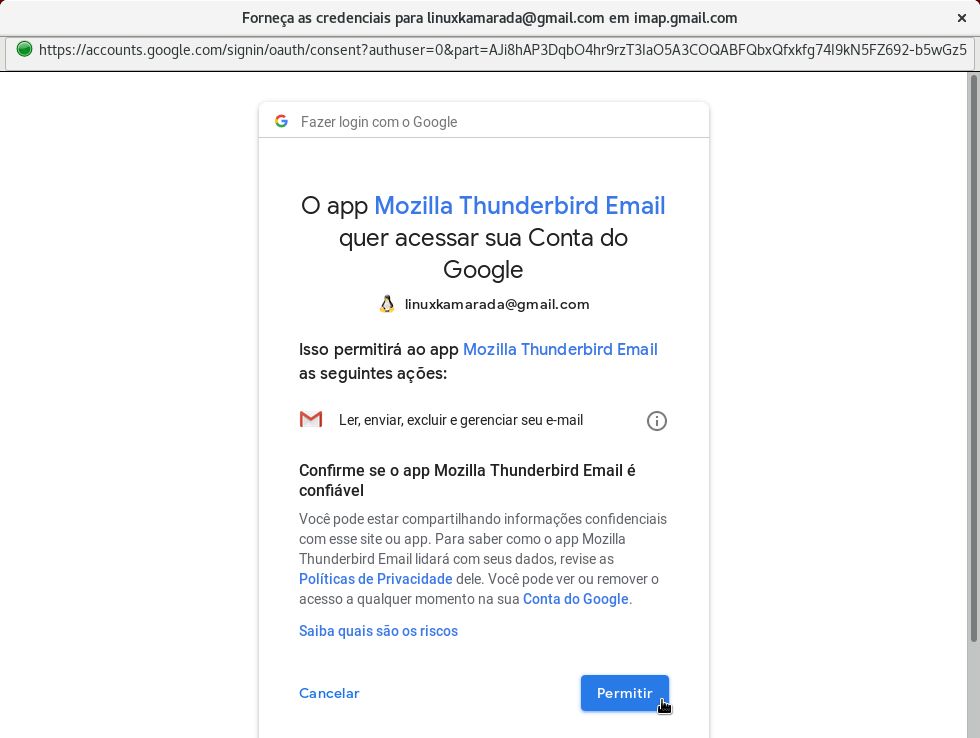 Forneça as credenciais para linuxkamarada@gmail.com em imap.gmail.com
https://accounts.google.com/signin/oauth/consent?authuser=0&part=AJi8hAP3DqbO4hr9rzT3IaO5A3COQABFQbxQfxkfg74I9kN5FZ692-b5wGz5
Fazer login com o Google
O app Mozilla Thunderbird Email
quer acessar sua Conta do
Google
linuxkamarada@gmail.com
Isso permitirá ao app Mozilla Thunderbird Email
as seguintes ações:
Ler, enviar, excluir e gerenciar seu e-mail
Confirme se o app Mozilla Thunderbird Email é
confiável
Você pode estar compartilhando informações confidenciais
com esse site ou app. Para saber como o app Mozilla
Thunderbird Email lidará com seus dados, revise as
Políticas de Privacidade dele. Você pode ver ou remover o
acesso a qualquer momento na sua Conta do Google.
Saiba quais são os riscos
Cancelar
Permitir